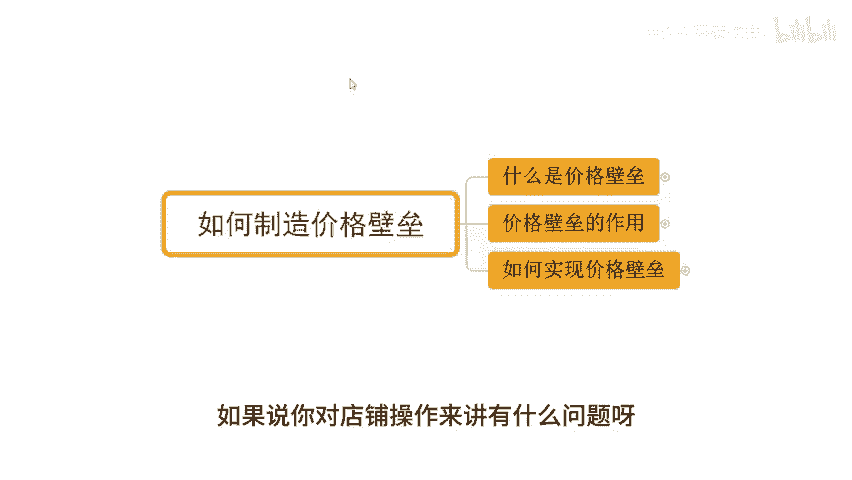 bilibili
什么是价格壁垒
如何制造价格壁垒
价格壁垒的作用
如何实现价格壁垒
如果说你对店铺操作来讲有什么问题呀